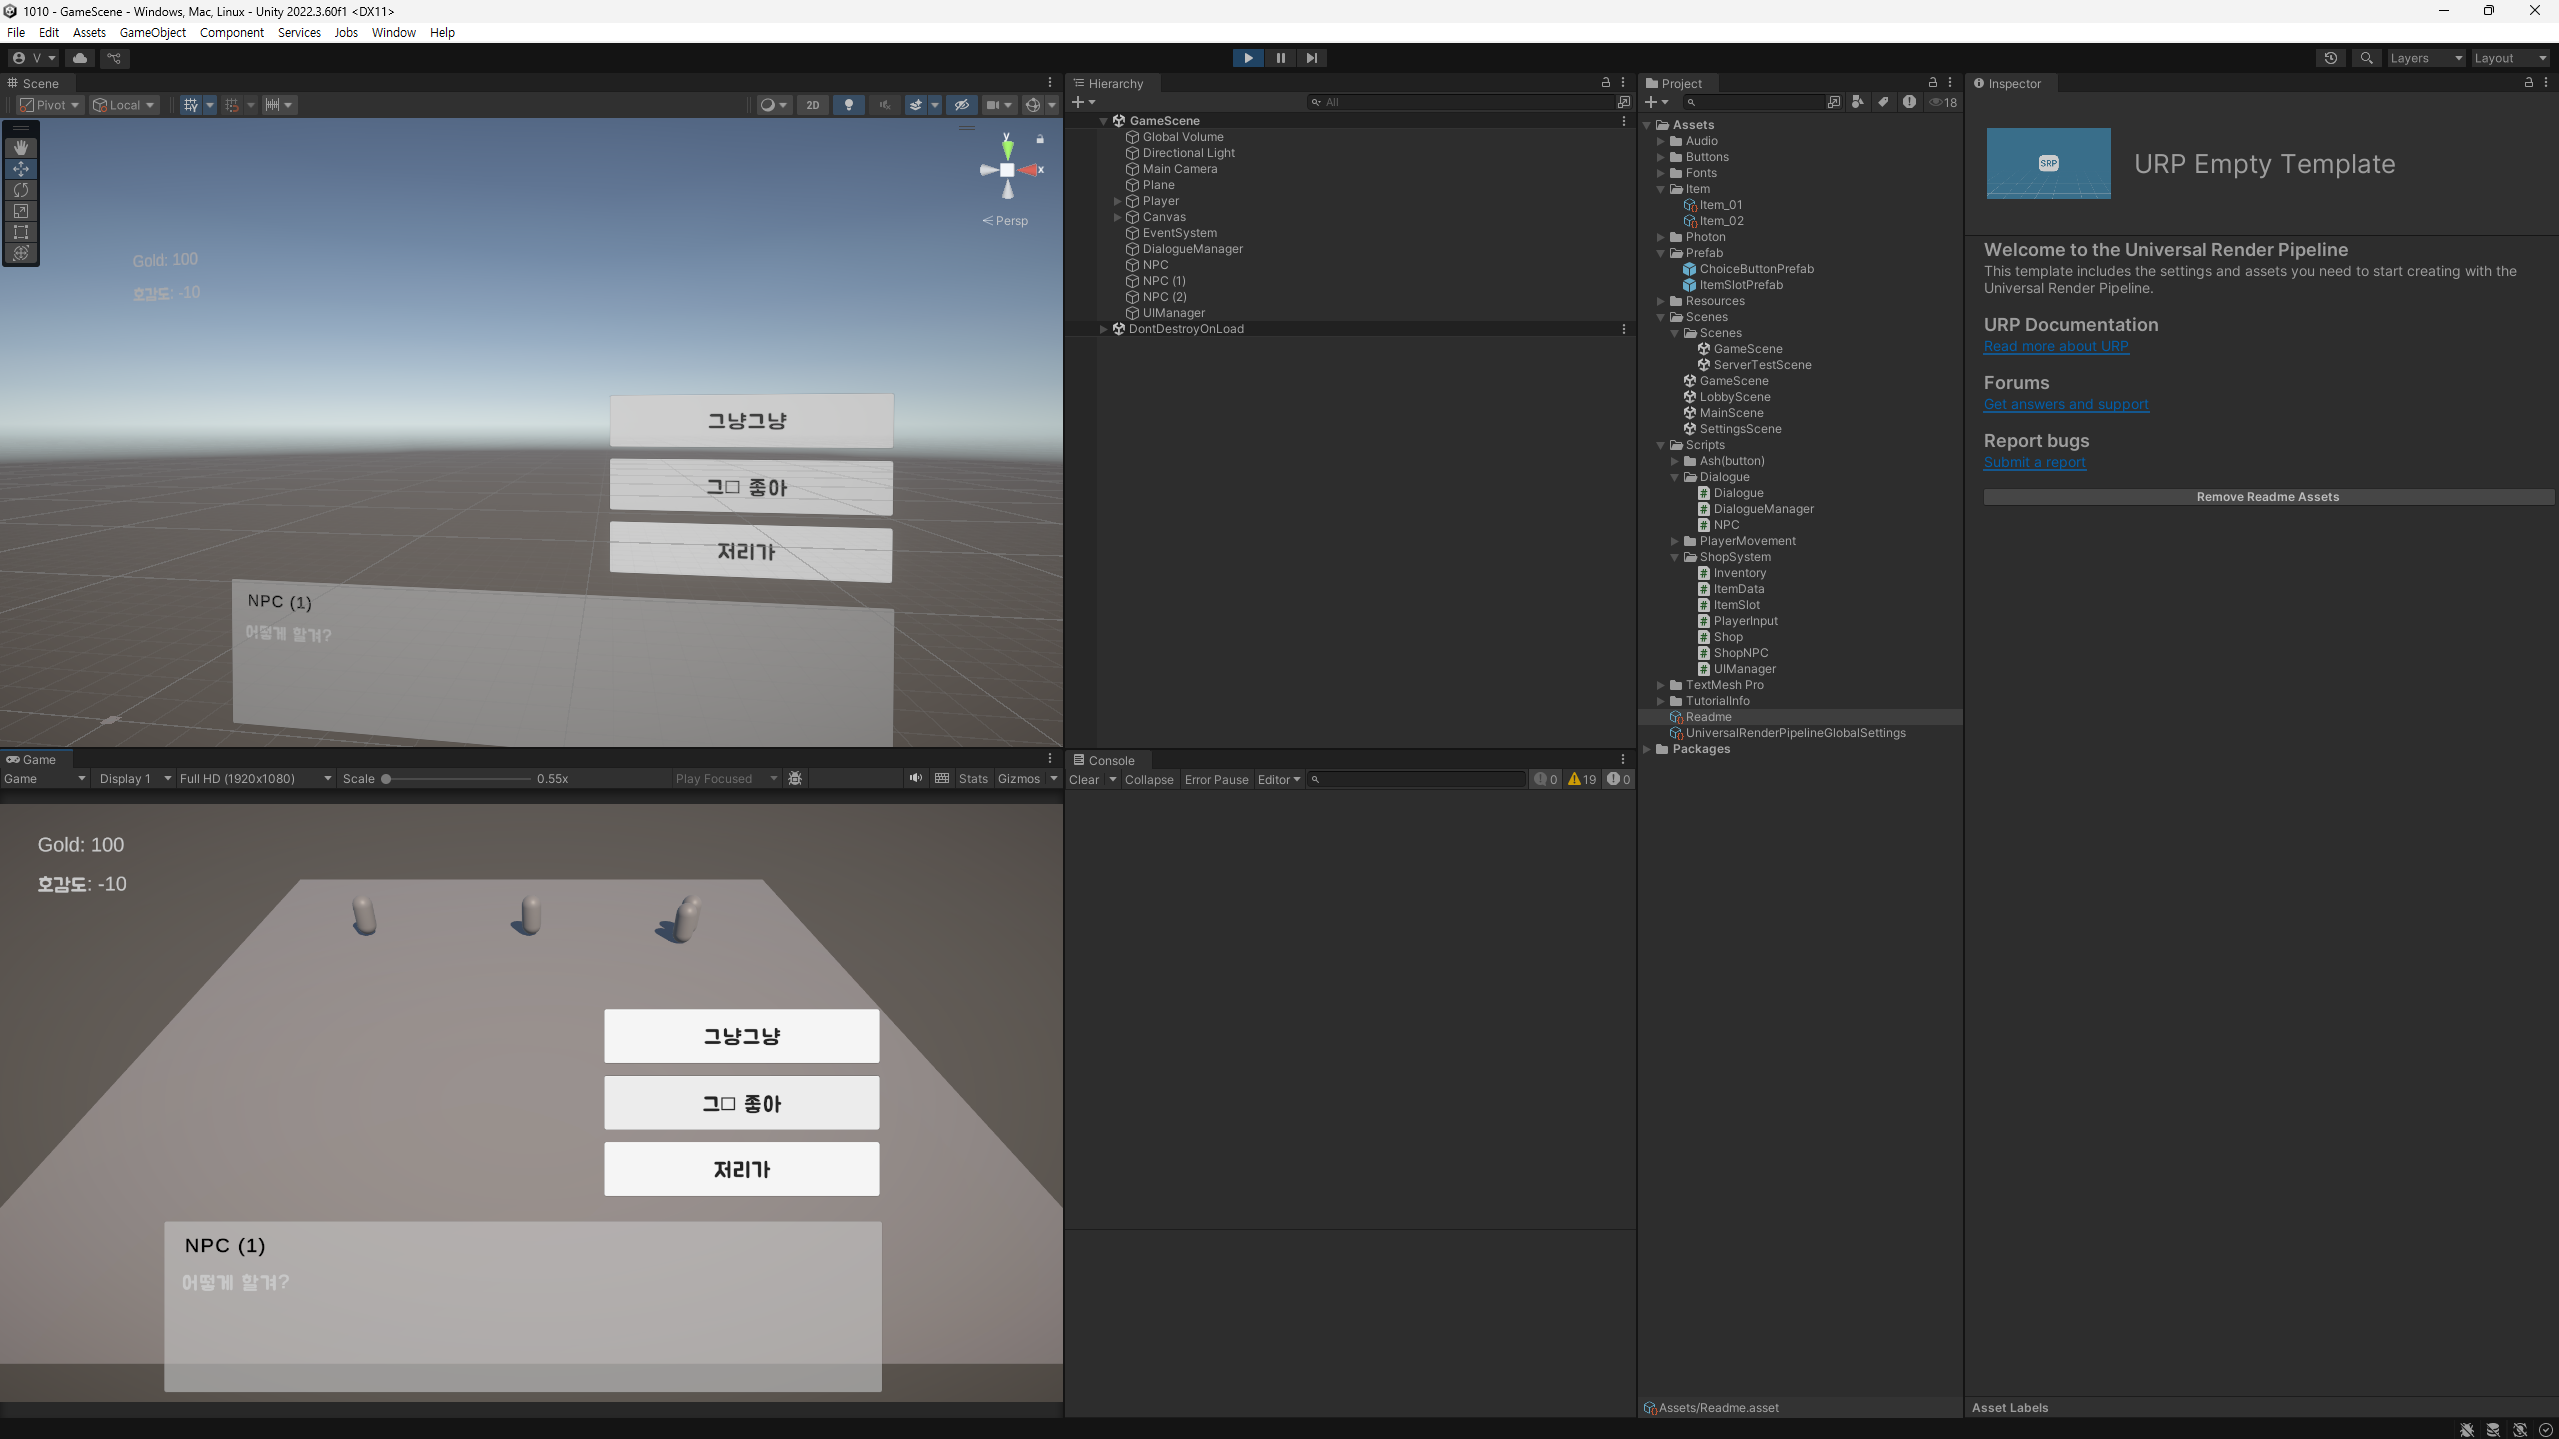 1010 - GameScene - Windows, Mac, Linux - Unity 2022.3.60f1 <DX11>
File Edit Assets GameObject Component Services Jobs Window Help
V
Layers
Layout
Scene
Pivot
Local
2D
y
x
Persp
Gold: 100
호감도: -10
그냥그냥
그□ 좋아
저리가
NPC (1)
어떻게 할겨?
Game
Game
Display 1
Full HD (1920x1080)
Scale
0.55x
Play Focused
Stats
Gizmos
Gold: 100
호감도: -10
그냥그냥
그□ 좋아
저리가
NPC (1)
어떻게 할겨?
Hierarchy
All
GameScene
Global Volume
Directional Light
Main Camera
Plane
Player
Canvas
EventSystem
DialogueManager
NPC
NPC (1)
NPC (2)
UIManager
DontDestroyOnLoad
Console
Clear
Collapse
Error Pause
Editor
0
19
0
Project
18
Assets
Audio
Buttons
Fonts
Item
Item_01
Item_02
Photon
Prefab
ChoiceButtonPrefab
ItemSlotPrefab
Resources
Scenes
Scenes
GameScene
ServerTestScene
GameScene
LobbyScene
MainScene
SettingsScene
Scripts
Ash(button)
Dialogue
Dialogue
DialogueManager
NPC
PlayerMovement
ShopSystem
Inventory
ItemData
ItemSlot
PlayerInput
Shop
ShopNPC
UIManager
TextMesh Pro
TutorialInfo
Readme
UniversalRenderPipelineGlobalSettings
Packages
Assets/Readme.asset
Inspector
SRP
URP Empty Template
Welcome to the Universal Render Pipeline
This template includes the settings and assets you need to start creating with the
Universal Render Pipeline.
URP Documentation
Read more about URP
Forums
Get answers and support
Report bugs
Submit a report
Remove Readme Assets
Asset Labels